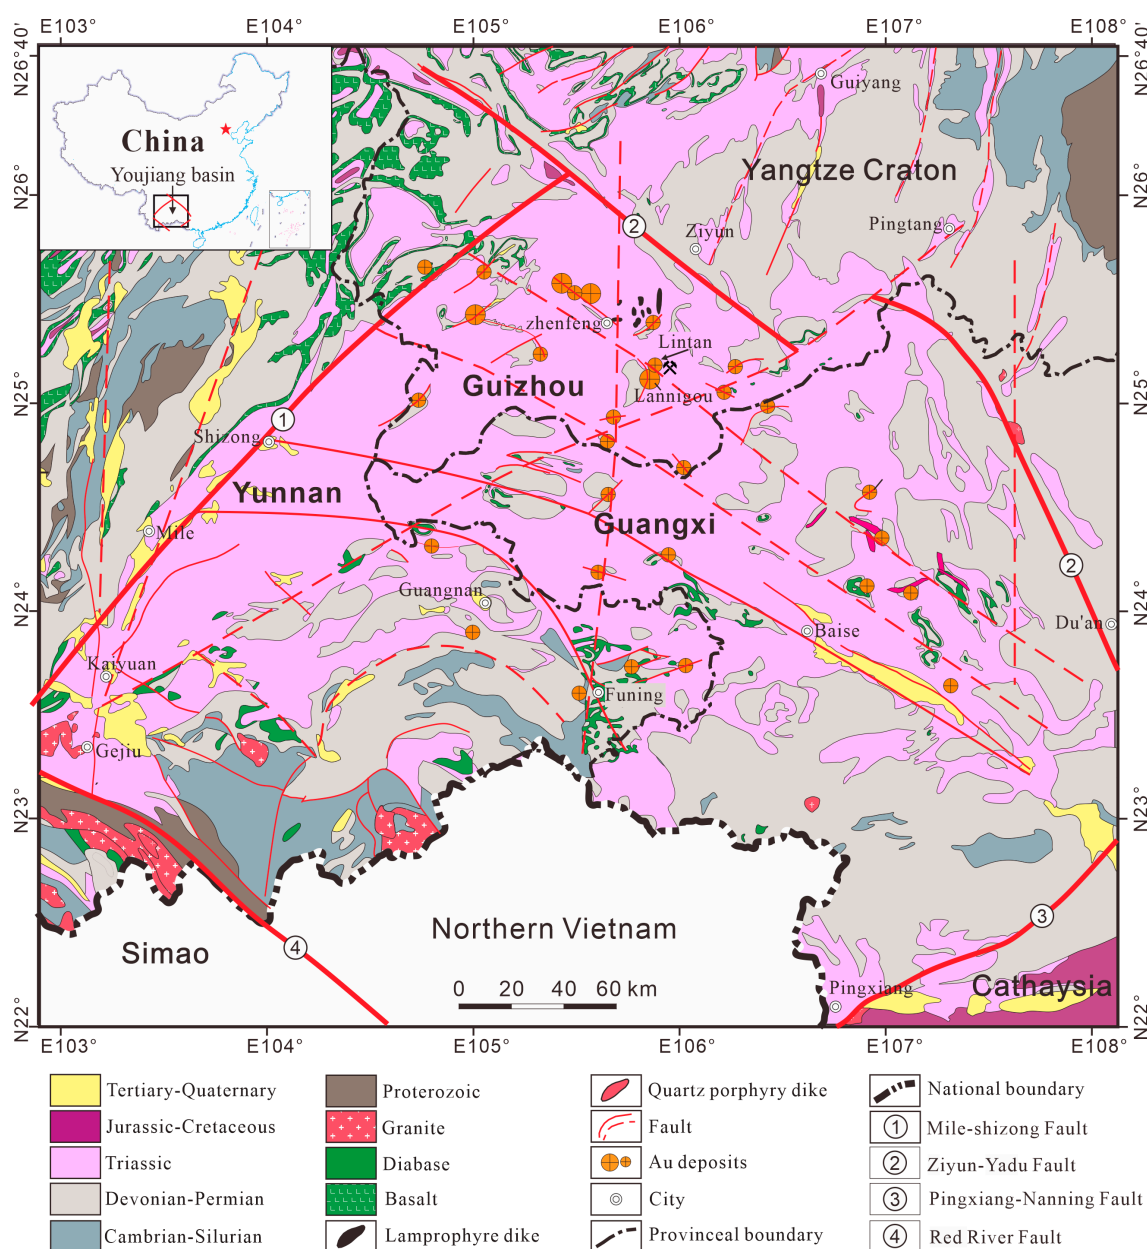 E103° E104° E105° E106° E107° E108°
N26°40′ N26°40′
China
Youjiang basin
Guiyang
Yangtze Craton
N26° N26°
2
Ziyun
Pingtang
zhenfeng
Lintan
Guizhou
Lannigou
N25° N25°
1
Shizong
Yunnan
Guangxi
Mile
2
Guangnan
N24° N24°
Baise
Du'an
Kaiyuan
Funing
Gejiu
N23° N23°
3
Northern Vietnam
4
Simao
Cathaysia
Pingxiang
0 20 40 60 km
N22° N22°
E103° E104° E105° E106° E107° E108°
Tertiary-Quaternary
Jurassic-Cretaceous
Triassic
Devonian-Permian
Cambrian-Silurian
Proterozoic
Granite
Diabase
Basalt
Lamprophyre dike
Quartz porphyry dike
Fault
Au deposits
City
Provinceal boundary
National boundary
1 Mile-shizong Fault
2 Ziyun-Yadu Fault
3 Pingxiang-Nanning Fault
4 Red River Fault